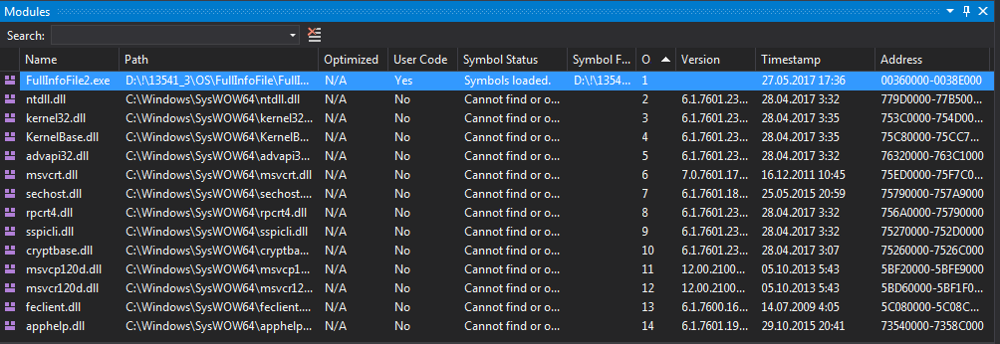 Modules
Search:
Name Path Optimized User Code Symbol Status Symbol F... O Version Timestamp Address
FullInfoFile2.exe D:\!\13541_3\OS\FullInfoFile\FullI... N/A Yes Symbols loaded. D:\!\1354... 1 27.05.2017 17:36 00360000-0038E000
ntdll.dll C:\Windows\SysWOW64\ntdll.dll N/A No Cannot find or o... 2 6.1.7601.23... 28.04.2017 3:32 779D0000-77B500...
kernel32.dll C:\Windows\SysWOW64\kernel32... N/A No Cannot find or o... 3 6.1.7601.23... 28.04.2017 3:35 753C0000-754D00...
KernelBase.dll C:\Windows\SysWOW64\KernelB... N/A No Cannot find or o... 4 6.1.7601.23... 28.04.2017 3:35 75C80000-75CC7...
advapi32.dll C:\Windows\SysWOW64\advapi3... N/A No Cannot find or o... 5 6.1.7601.23... 28.04.2017 3:32 76320000-763C1000
msvcrt.dll C:\Windows\SysWOW64\msvcrt.dll N/A No Cannot find or o... 6 7.0.7601.17... 16.12.2011 10:45 75ED0000-75F7C0...
sechost.dll C:\Windows\SysWOW64\sechost.... N/A No Cannot find or o... 7 6.1.7601.18... 25.05.2015 20:59 75790000-757A9000
rpcrt4.dll C:\Windows\SysWOW64\rpcrt4.dll N/A No Cannot find or o... 8 6.1.7601.23... 28.04.2017 3:32 756A0000-75790000
sspicli.dll C:\Windows\SysWOW64\sspicli.dll N/A No Cannot find or o... 9 6.1.7601.23... 28.04.2017 3:32 75270000-752D0000
cryptbase.dll C:\Windows\SysWOW64\cryptba... N/A No Cannot find or o... 10 6.1.7601.23... 28.04.2017 3:07 75260000-7526C000
msvcp120d.dll C:\Windows\SysWOW64\msvcp1... N/A No Cannot find or o... 11 12.00.2100... 05.10.2013 5:43 5BF20000-5BFE9000
msvcr120d.dll C:\Windows\SysWOW64\msvcr12... N/A No Cannot find or o... 12 12.00.2100... 05.10.2013 5:43 5BD60000-5BF1F0...
feclient.dll C:\Windows\SysWOW64\feclient.... N/A No Cannot find or o... 13 6.1.7600.16... 14.07.2009 4:05 5C080000-5C08C...
apphelp.dll C:\Windows\SysWOW64\apphelp... N/A No Cannot find or o... 14 6.1.7601.19... 29.10.2015 20:41 73540000-7358C000